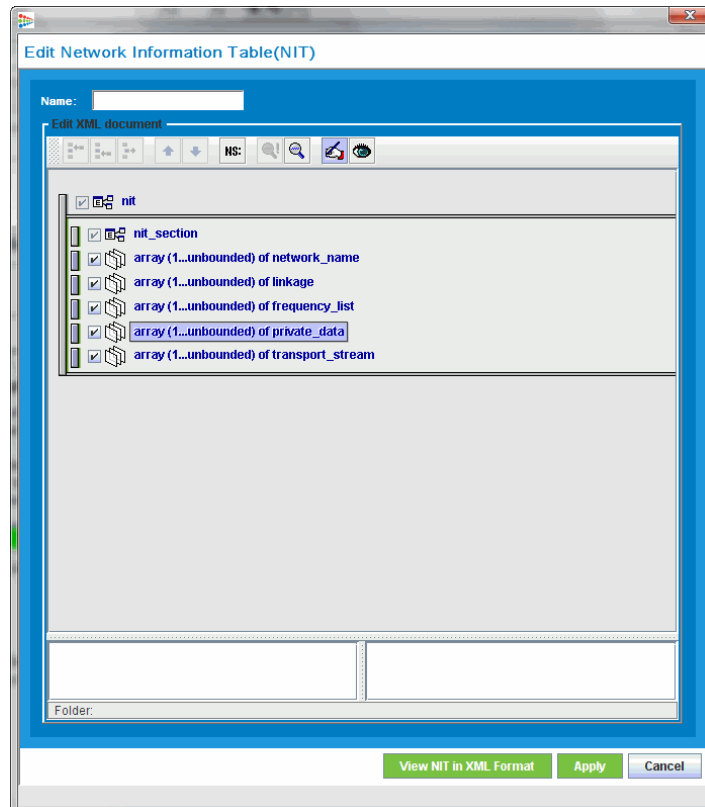 Edit Network Information Table(NIT)
Name:
Edit XML document
NS:
nit
nit_section
array (1...unbounded) of network_name
array (1...unbounded) of linkage
array (1...unbounded) of frequency_list
array (1...unbounded) of private_data
array (1...unbounded) of transport_stream
Folder:
View NIT in XML Format Apply Cancel